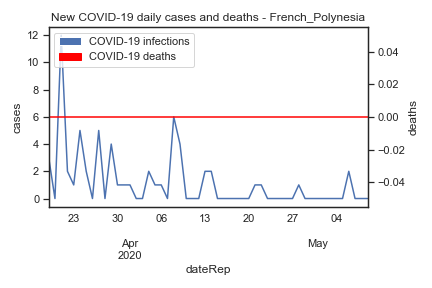 New COVID-19 daily cases and deaths - French_Polynesia
COVID-19 infections
COVID-19 deaths
12
10
8
6
4
2
0
cases
0.04
0.02
0.00
−0.02
−0.04
deaths
23 30 06 13 20 27 04
Apr May
2020
dateRep